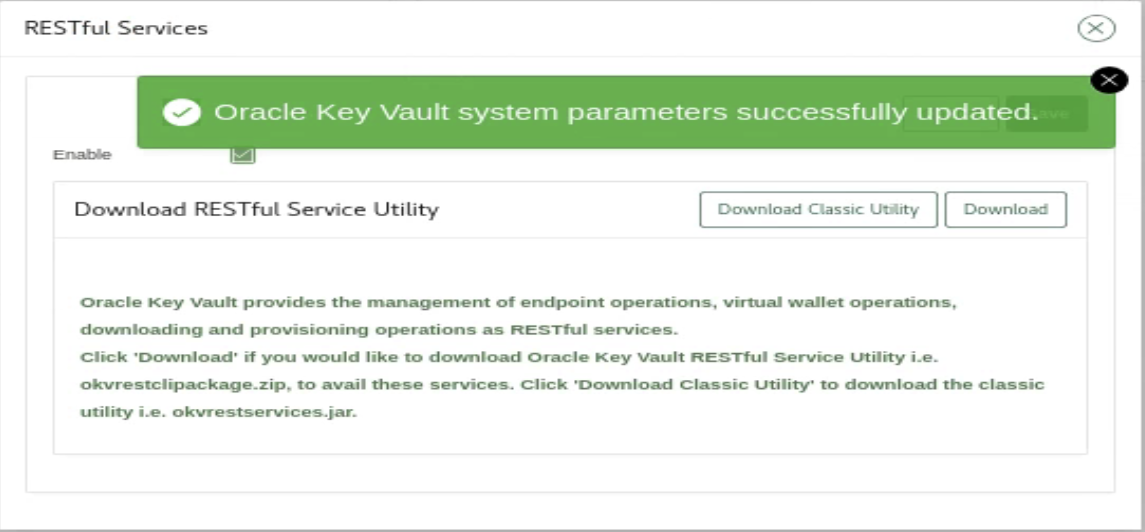 RESTful Services
Oracle Key Vault system parameters successfully updated.
Enable
Download RESTful Service Utility
Download Classic Utility
Download
Oracle Key Vault provides the management of endpoint operations, virtual wallet operations,
downloading and provisioning operations as RESTful services.
Click 'Download' if you would like to download Oracle Key Vault RESTful Service Utility i.e.
okvrestclipackage.zip, to avail these services. Click 'Download Classic Utility' to download the classic
utility i.e. okvrestservices.jar.